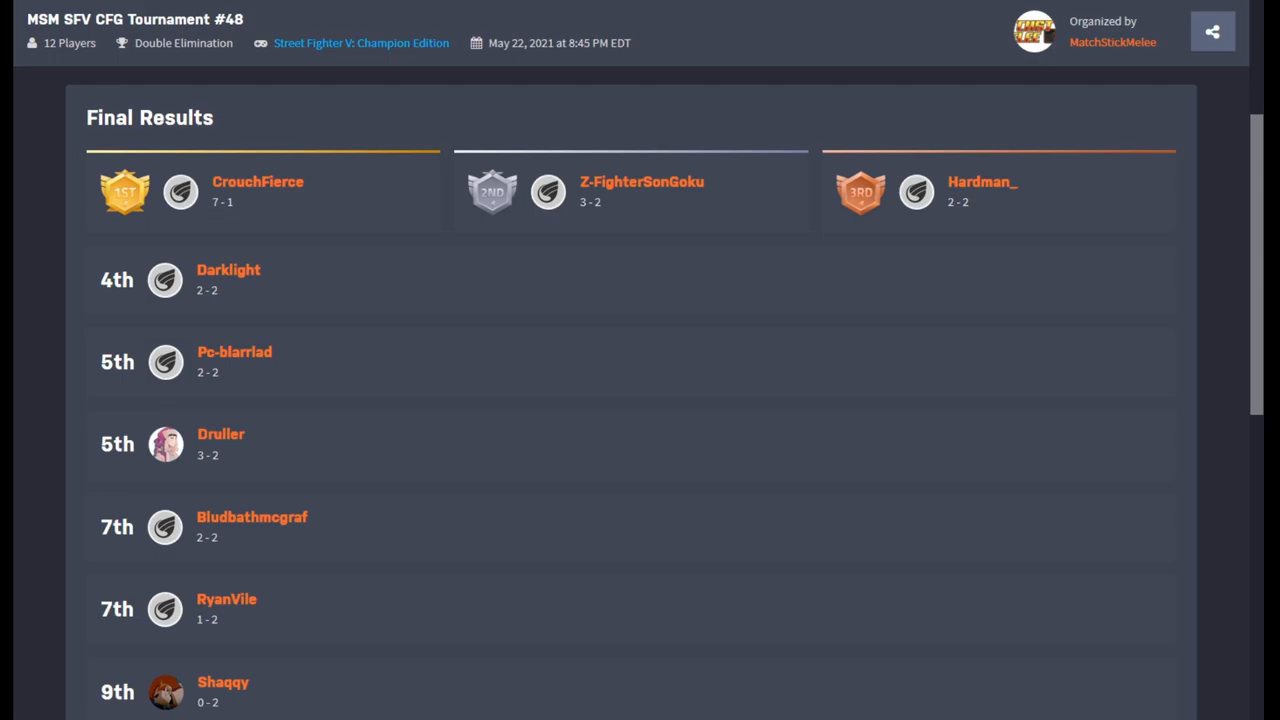 MSM SFV CFG Tournament #48
12 Players
Double Elimination
Street Fighter V: Champion Edition
May 22, 2021 at 8:45 PM EDT
Organized by
MatchStickMelee
Final Results
1ST
CrouchFierce
7 - 1
2ND
Z-FighterSonGoku
3 - 2
3RD
Hardman_
2 - 2
4th
Darklight
2 - 2
5th
Pc-blarrlad
2 - 2
5th
Druller
3 - 2
7th
Bludbathmcgraf
2 - 2
7th
RyanVile
1 - 2
9th
Shaqqy
0 - 2